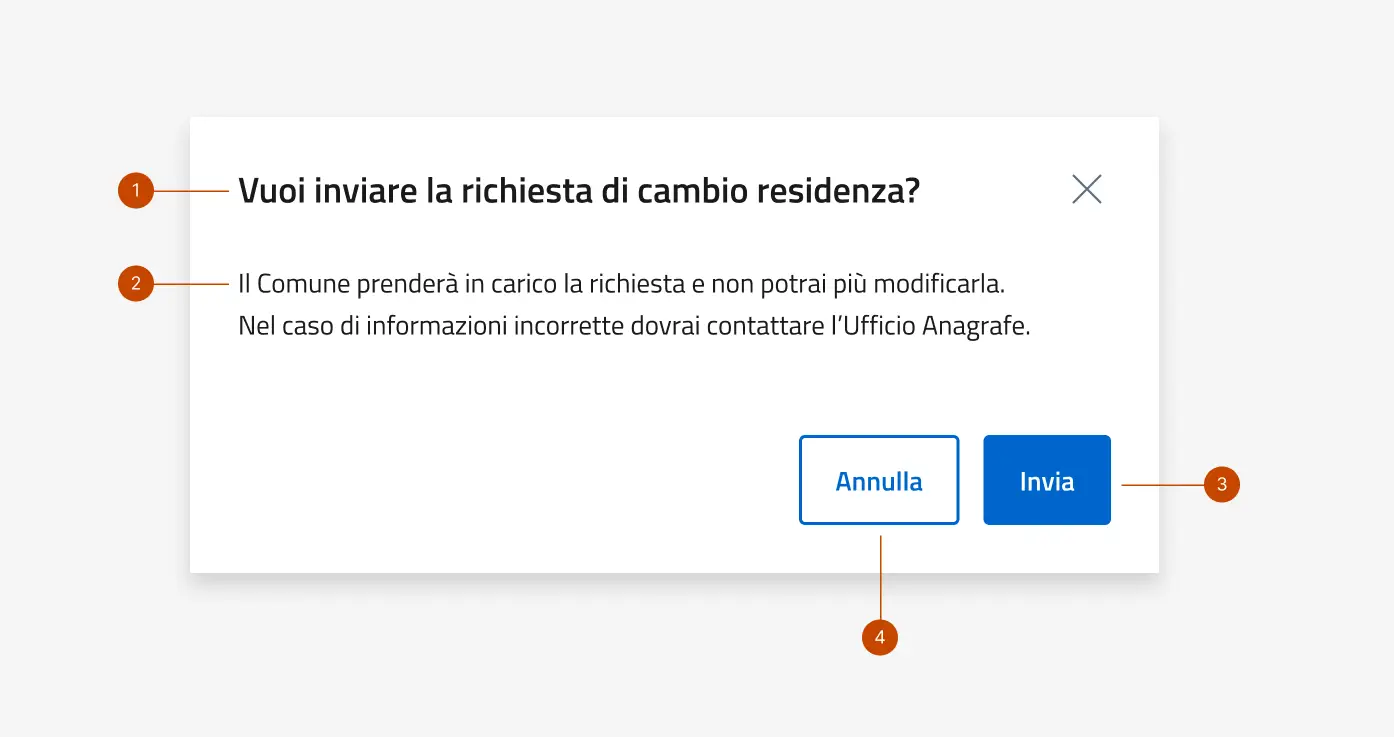 1
Vuoi inviare la richiesta di cambio residenza?
2
Il Comune prenderà in carico la richiesta e non potrai più modificarla.
Nel caso di informazioni incorrette dovrai contattare l’Ufficio Anagrafe.
Annulla
Invia
3
4